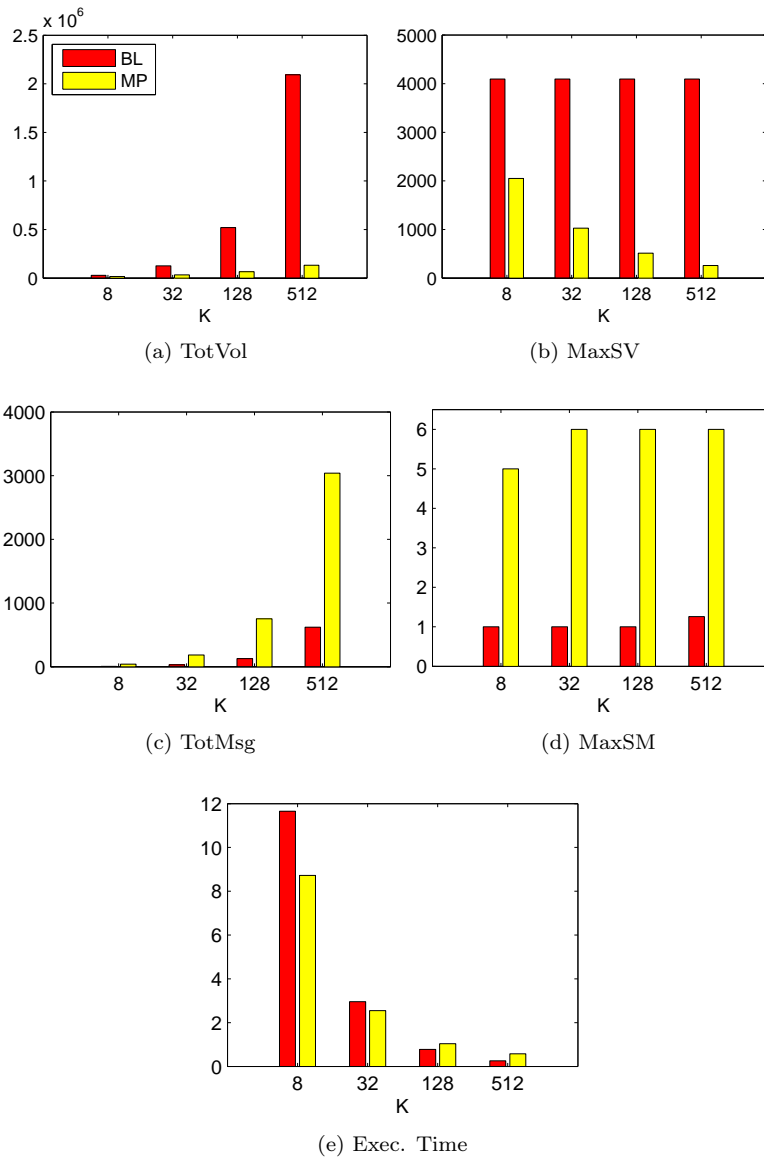 x 10^6
2.5
2
1.5
1
0.5
0
BL
MP
8 32 128 512
K
(a) TotVol
5000
4000
3000
2000
1000
0
8 32 128 512
K
(b) MaxSV
4000
3000
2000
1000
0
8 32 128 512
K
(c) TotMsg
6
5
4
3
2
1
0
8 32 128 512
K
(d) MaxSM
12
10
8
6
4
2
0
8 32 128 512
K
(e) Exec. Time